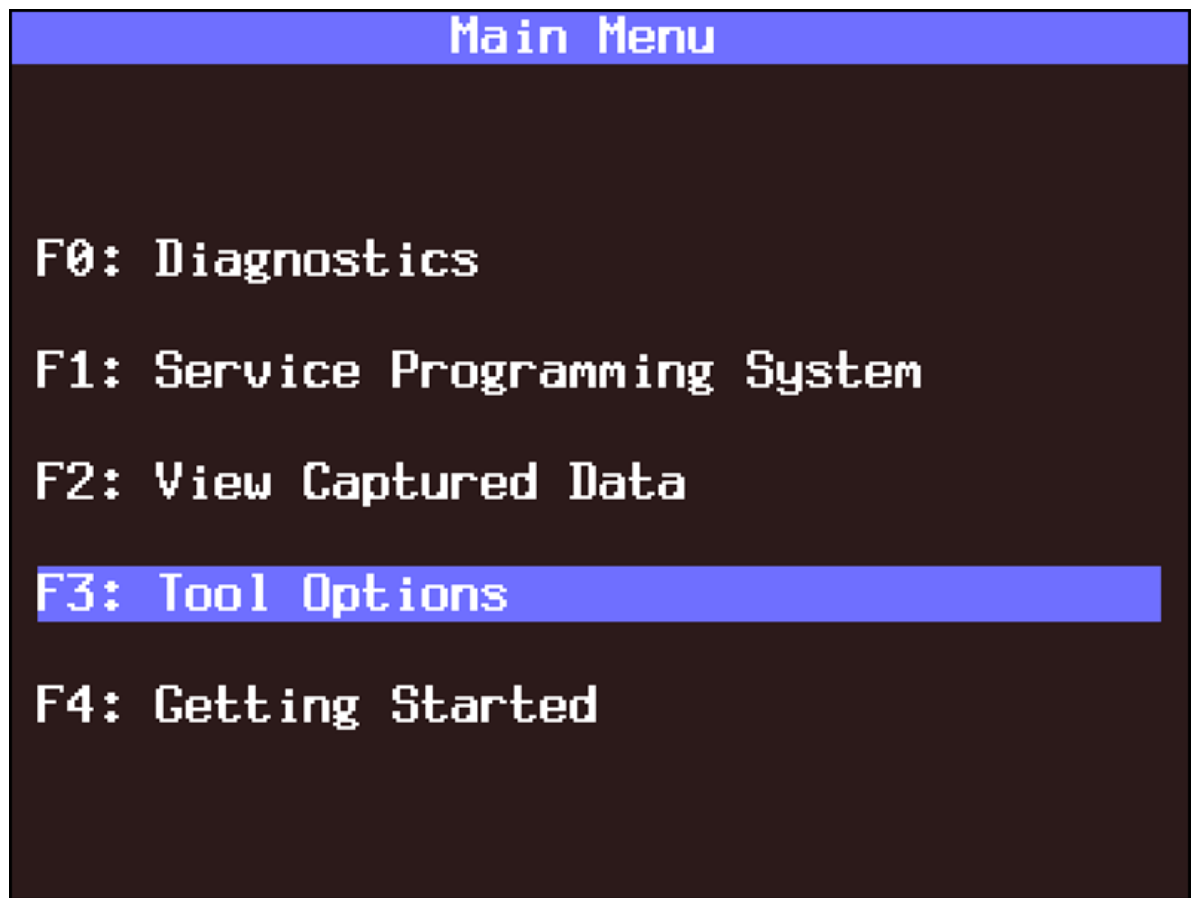 Main Menu
F0: Diagnostics
F1: Service Programming System
F2: View Captured Data
F3: Tool Options
F4: Getting Started